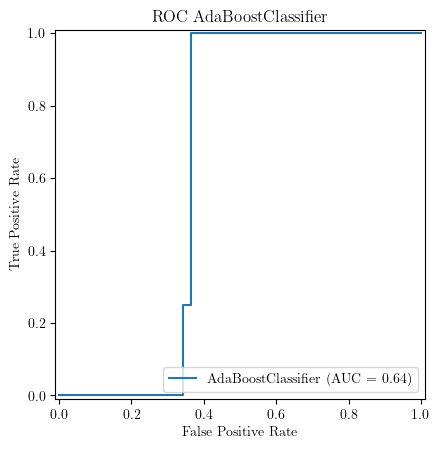 ROC AdaBoostClassifier
1.0
0.8
0.6
0.4
0.2
0.0
True Positive Rate
AdaBoostClassifier (AUC = 0.64)
0.0 0.2 0.4 0.6 0.8 1.0
False Positive Rate